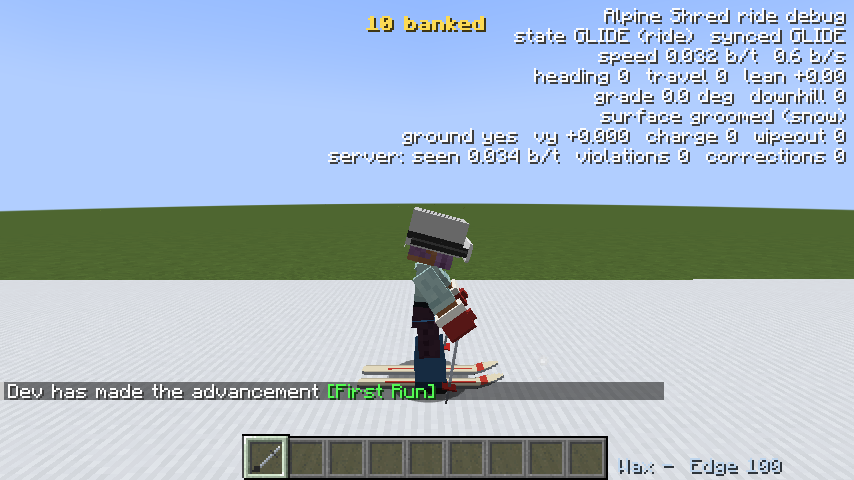 10 banked
Alpine Shred ride debug
state GLIDE (ride) synced GLIDE
speed 0.032 b/t 0.6 b/s
heading 0 travel 0 lean +0.00
grade 0.0 deg downhill 0
surface groomed (snow)
ground yes vy +0.000 charge 0 wipeout 0
server: seen 0.034 b/t violations 0 corrections 0
Dev has made the advancement [First Run]
Wax - Edge 100